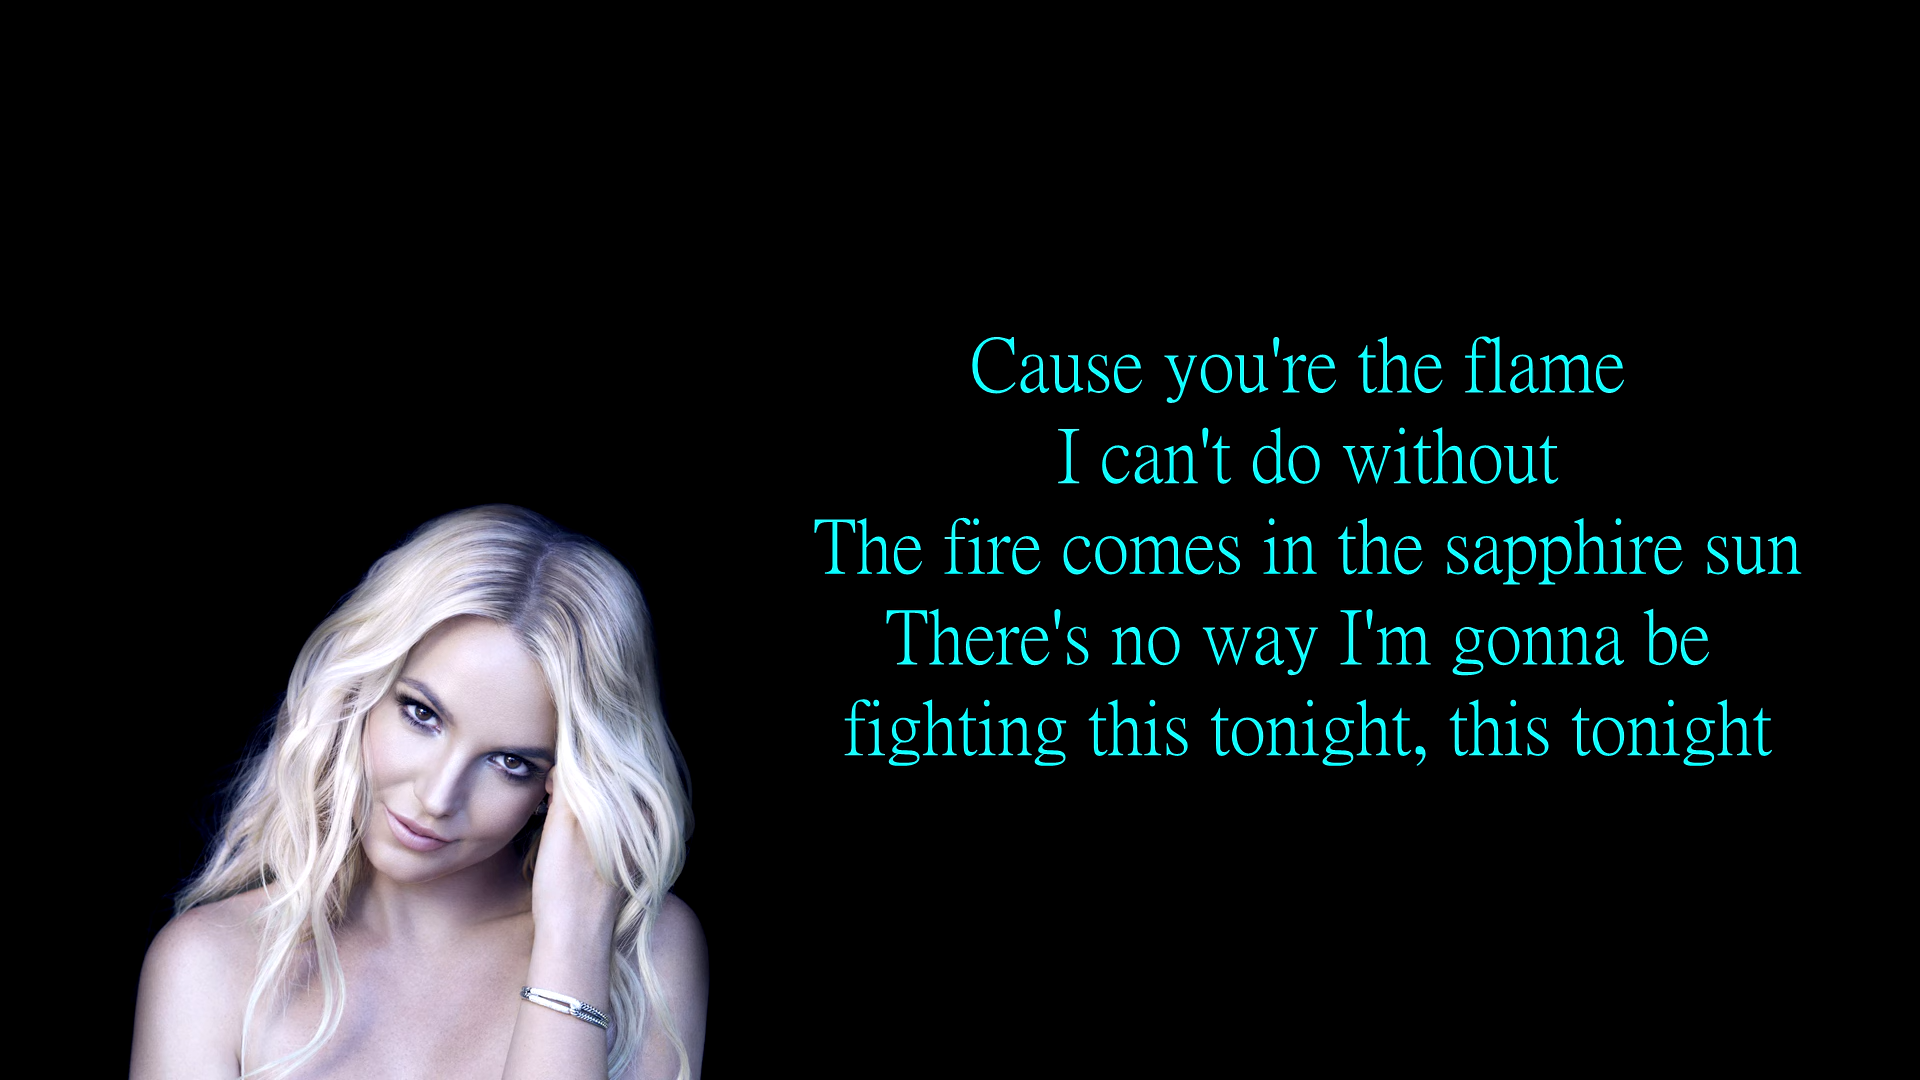 Cause you're the flame
I can't do without
The fire comes in the sapphire sun
There's no way I'm gonna be
fighting this tonight, this tonight